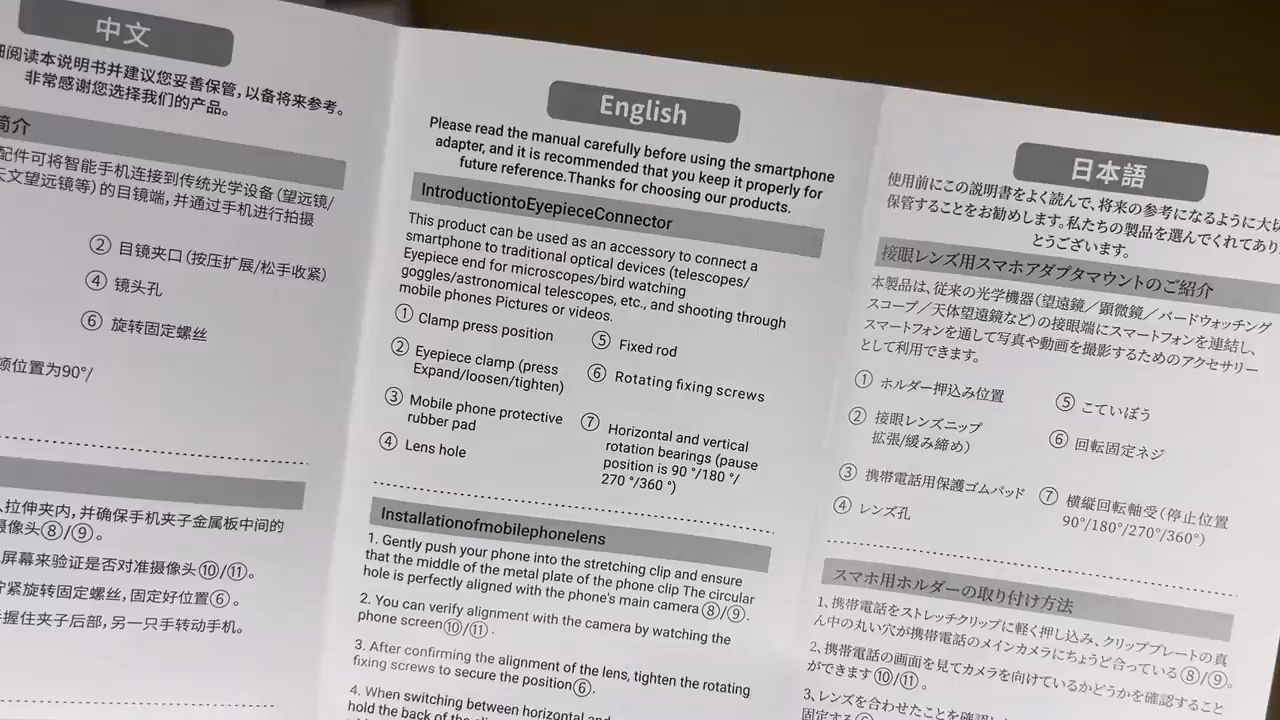 中文
细阅读本说明书并建议您妥善保管，以备将来参考。
非常感谢您选择我们的产品。
简介
配件可将智能手机连接到传统光学设备（望远镜/
天文望远镜等）的目镜端，并通过手机进行拍摄
② 目镜夹口（按压扩展/松手收紧）
④ 镜头孔
⑥ 旋转固定螺丝
顿位置为90°/
拉伸夹内，并确保手机夹子金属板中间的
摄像头⑧/⑨。
屏幕来验证是否对准摄像头⑩/⑪。
拧紧旋转固定螺丝，固定好位置⑥。
握住夹子后部，另一只手转动手机。
English
Please read the manual carefully before using the smartphone
adapter, and it is recommended that you keep it properly for
future reference.Thanks for choosing our products.
IntroductiontoEyepieceConnector
This product can be used as an accessory to connect a
smartphone to traditional optical devices (telescopes/
Eyepiece end for microscopes/bird watching
goggles/astronomical telescopes, etc., and shooting through
mobile phones Pictures or videos.
① Clamp press position
② Eyepiece clamp (press
Expand/loosen/tighten)
③ Mobile phone protective
rubber pad
④ Lens hole
⑤ Fixed rod
⑥ Rotating fixing screws
⑦ Horizontal and vertical
rotation bearings (pause
position is 90 °/180 °/
270 °/360 °)
Installationofmobilephonelens
1. Gently push your phone into the stretching clip and ensure
that the middle of the metal plate of the phone clip The circular
hole is perfectly aligned with the phone's main camera⑧/⑨.
2. You can verify alignment with the camera by watching the
phone screen⑩/⑪.
3. After confirming the alignment of the lens, tighten the rotating
fixing screws to secure the position⑥.
4. When switching between horizontal and
hold the back of the
日本語
使用前にこの説明書をよく読んで、将来の参考になるように大切
保管することをお勧めします。私たちの製品を選んでくれてあり
とうございます。
接眼レンズ用スマホアダプタマウントのご紹介
本製品は、従来の光学機器（望遠鏡／顕微鏡／バードウォッチング
スコープ／天体望遠鏡など）の接眼端にスマートフォンを連結し、
スマートフォンを通して写真や動画を撮影するためのアクセサリー
として利用できます。
① ホルダー押込み位置
② 接眼レンズニップ
拡張/緩み締め）
③ 携帯電話用保護ゴムパッド
④ レンズ孔
⑤ こていぼう
⑥ 回転固定ネジ
⑦ 横縦回転軸受（停止位置
90°/180°/270°/360°）
スマホ用ホルダーの取り付け方法
1、携帯電話をストレッチクリップに軽く押し込み、クリッププレートの真
ん中の丸い穴が携帯電話のメインカメラにちょうど合っている⑧/⑨。
2、携帯電話の画面を見てカメラを向けているかどうかを確認すること
ができます⑩/⑪。
3、レンズを合わせたことを確認し
固定する⑥